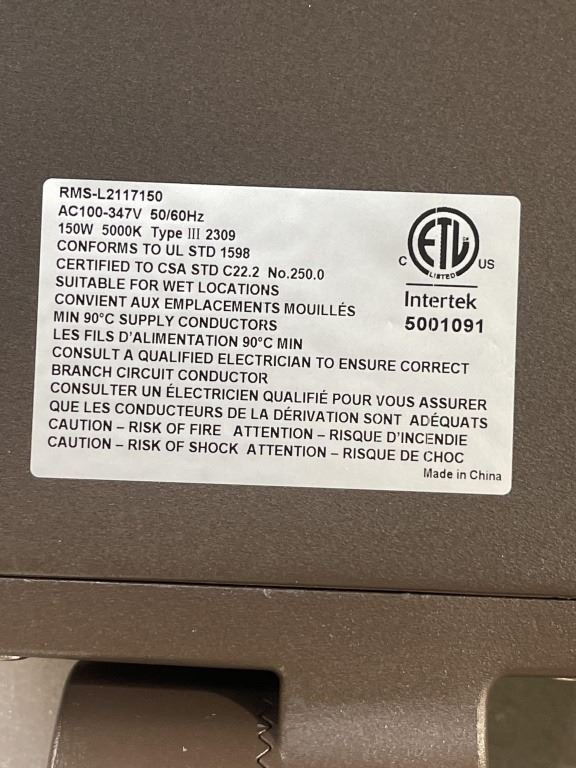 RMS-L2117150
AC100-347V 50/60Hz
150W 5000K Type III 2309
CONFORMS TO UL STD 1598
CERTIFIED TO CSA STD C22.2 No.250.0
SUITABLE FOR WET LOCATIONS
CONVIENT AUX EMPLACEMENTS MOUILLÉS
MIN 90°C SUPPLY CONDUCTORS
LES FILS D'ALIMENTATION 90°C MIN
CONSULT A QUALIFIED ELECTRICIAN TO ENSURE CORRECT
BRANCH CIRCUIT CONDUCTOR
CONSULTER UN ÉLECTRICIEN QUALIFIÉ POUR VOUS ASSURER
QUE LES CONDUCTEURS DE LA DÉRIVATION SONT ADÉQUATS
CAUTION – RISK OF FIRE ATTENTION – RISQUE D'INCENDIE
CAUTION – RISK OF SHOCK ATTENTION – RISQUE DE CHOC
Made in China
ETL
LISTED
C US
Intertek
5001091